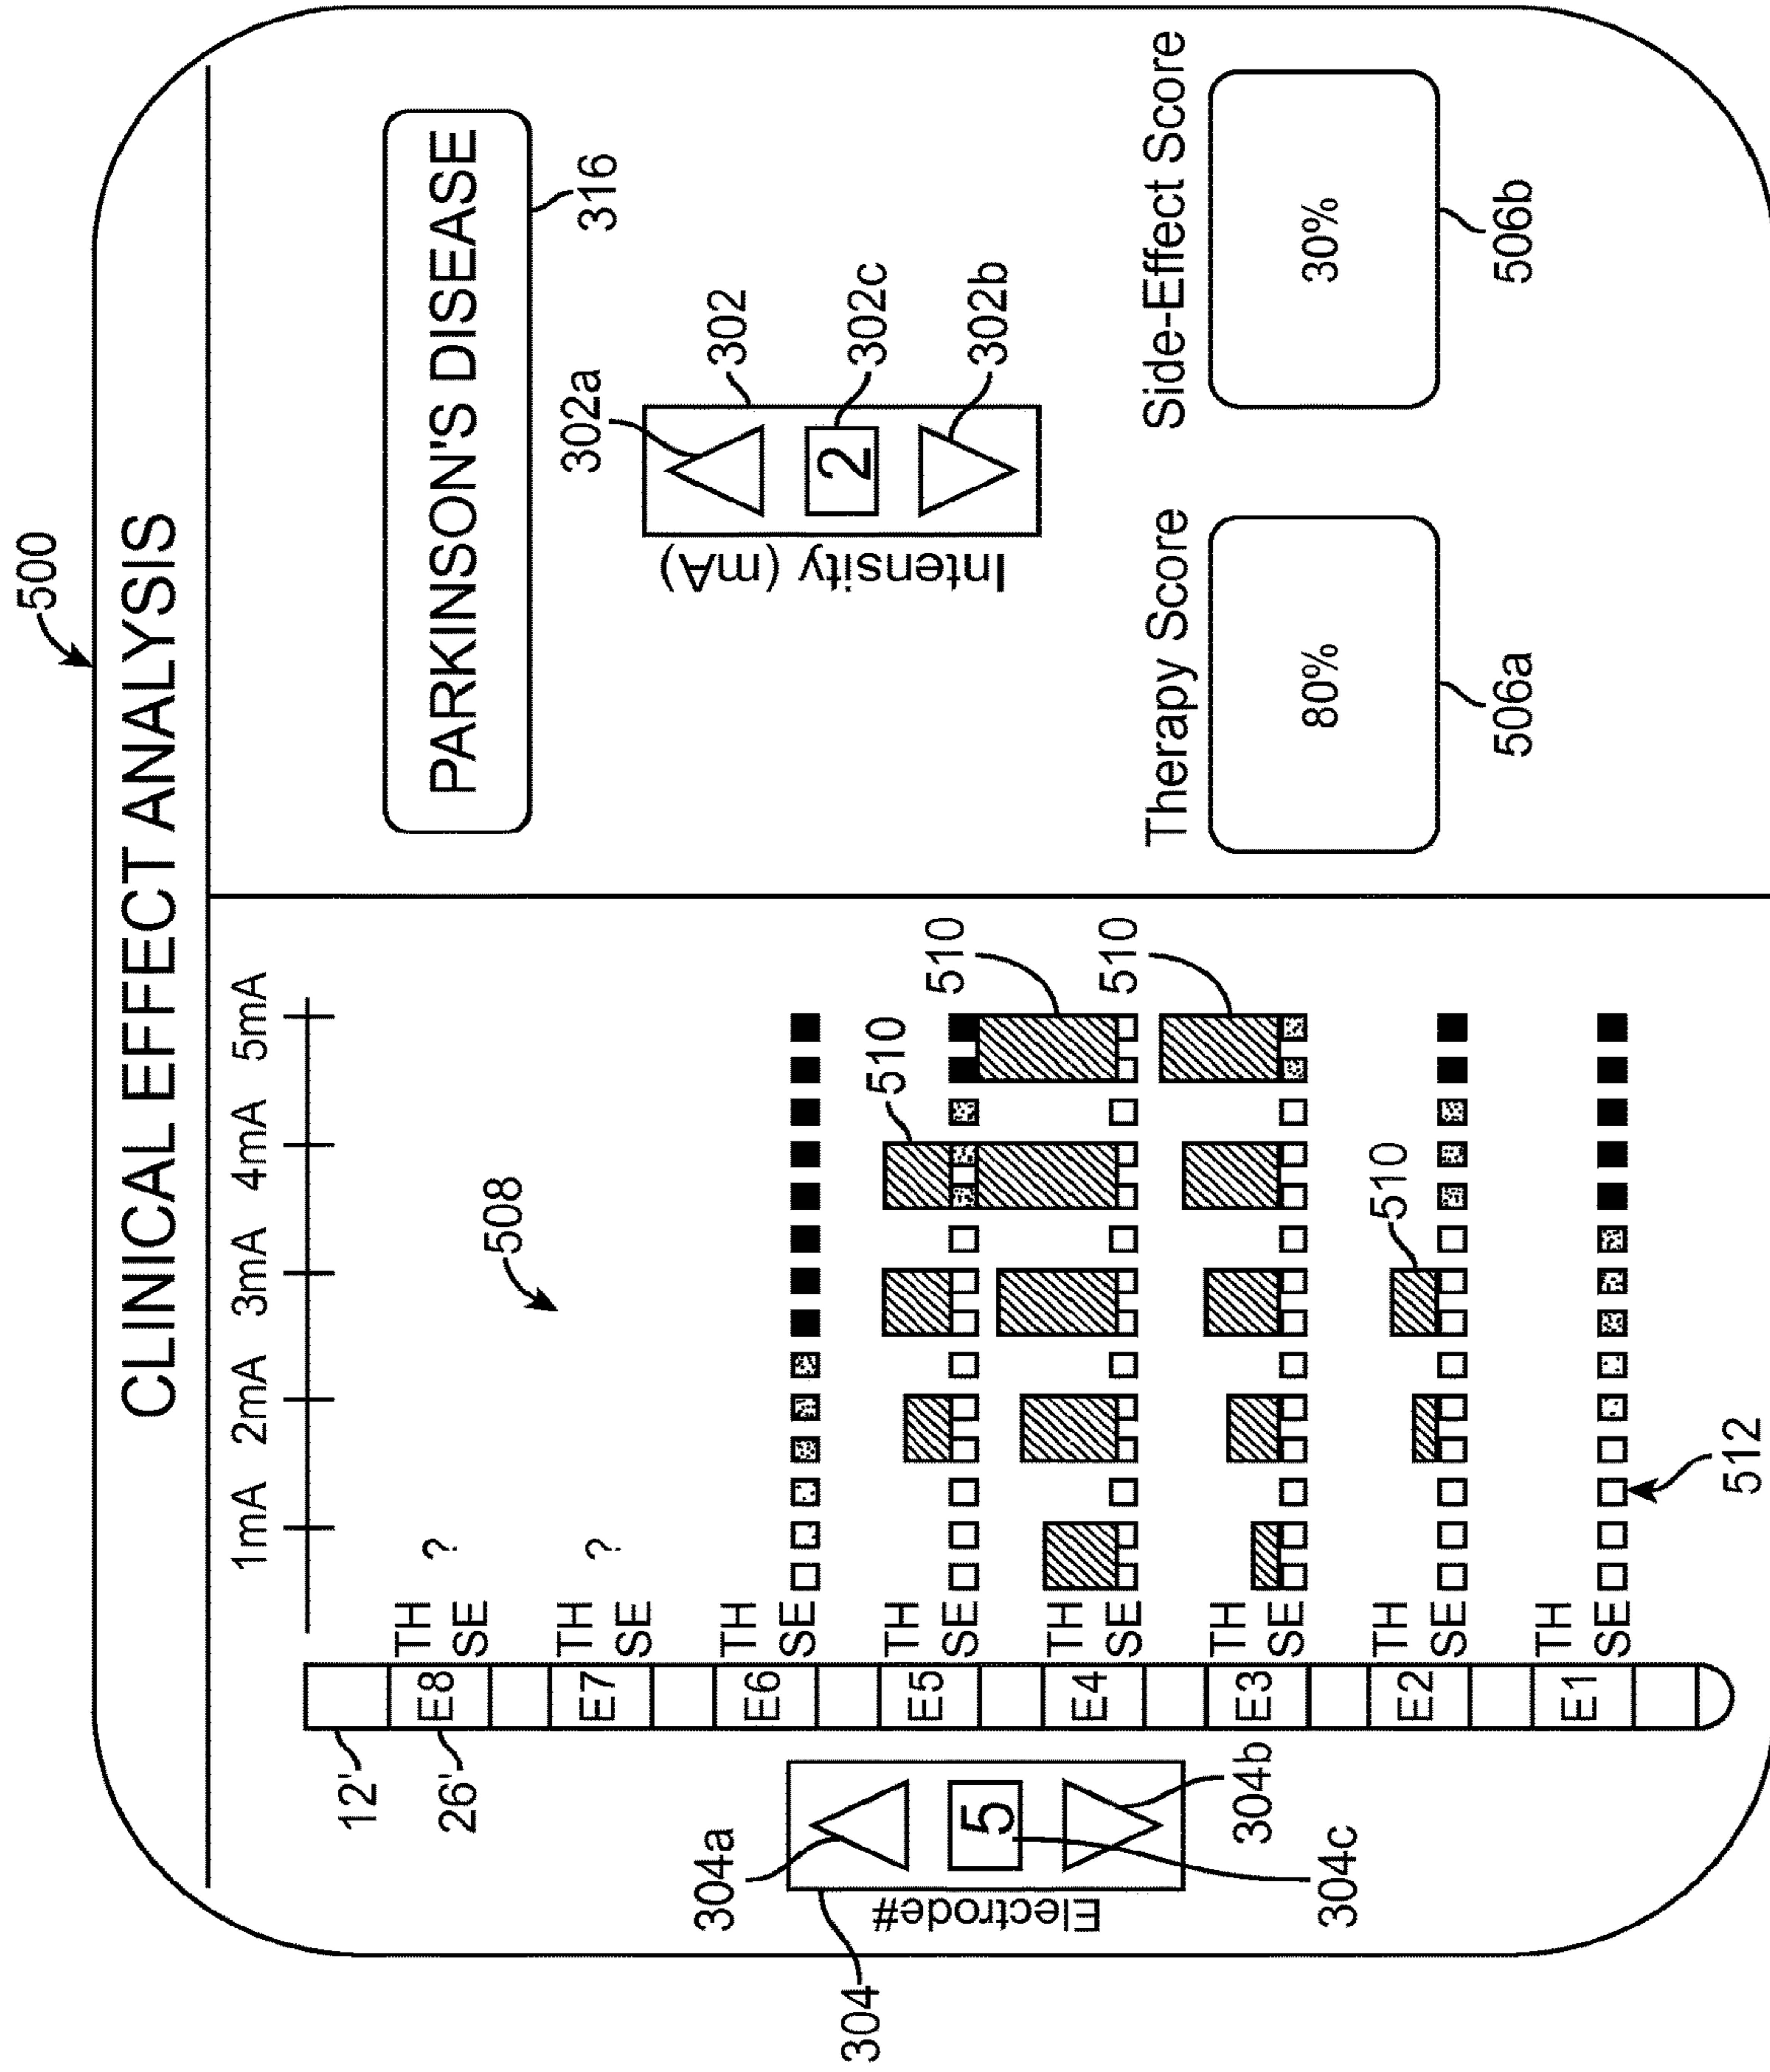 500
CLINICAL EFFECT ANALYSIS
1mA 2mA 3mA 4mA 5mA
12'
26'
E8 TH ?
SE
E7 TH ?
SE
E6 TH
SE
E5 TH
SE
E4 TH
SE
E3 TH
SE
E2 TH
SE
E1 TH
SE
508
510
510
510
510
512
304
304a
Electrode#
5
304b
304c
PARKINSON'S DISEASE
316
302a
302
Intensity (mA)
2
302c
302b
Therapy Score
80%
506a
Side-Effect Score
30%
506b